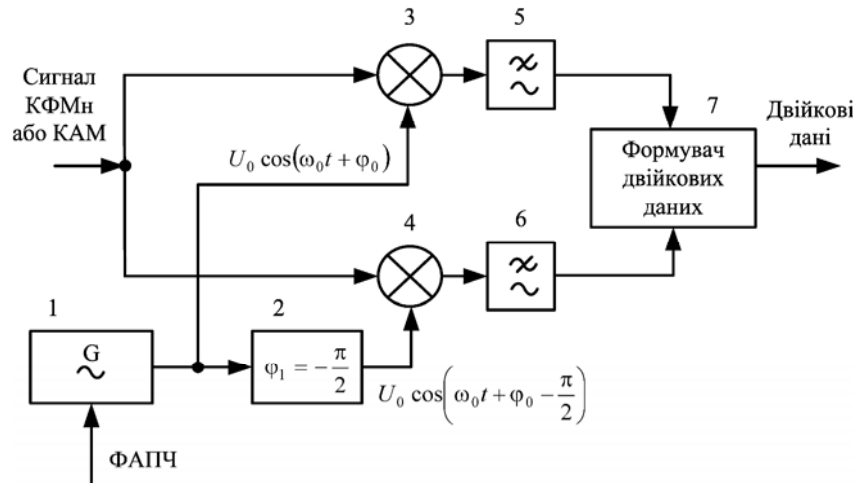 3
5
Сигнал
КФМн
або КАМ
7
Двійкові
дані
U₀ cos(ω₀t + φ₀)
Формувач
двійкових
даних
4
6
1
2
G
φ₁ = −π/2
U₀ cos(ω₀t + φ₀ − π/2)
ФАПЧ